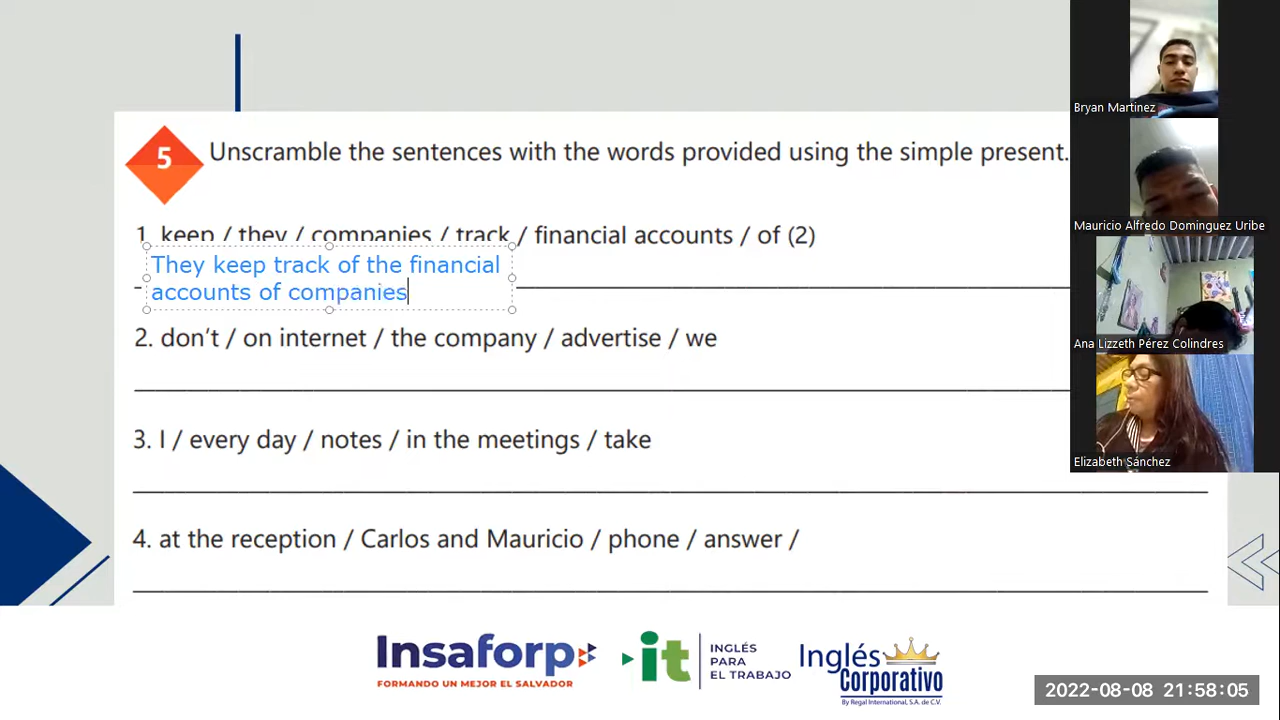 5
Unscramble the sentences with the words provided using the simple present.
1. keep / they / companies / track / financial accounts / of (2)
They keep track of the financial
accounts of companies
2. don't / on internet / the company / advertise / we
3. I / every day / notes / in the meetings / take
4. at the reception / Carlos and Mauricio / phone / answer /
Bryan Martinez
Mauricio Alfredo Dominguez Uribe
Ana Lizzeth Pérez Colindres
Elizabeth Sánchez
Insaforp
FORMANDO UN MEJOR EL SALVADOR
it
INGLÉS
PARA
EL TRABAJO
Inglés
Corporativo
By Regal International, S.A. de C.V.
2022-08-08 21:58:05